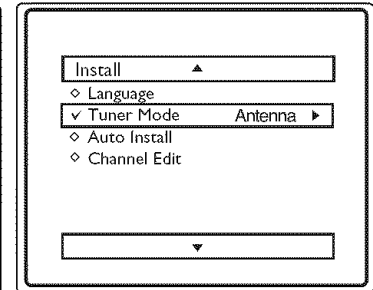 Install ▲
◇ Language
✓ Tuner Mode Antenna ▶
◇ Auto Install
◇ Channel Edit
▼